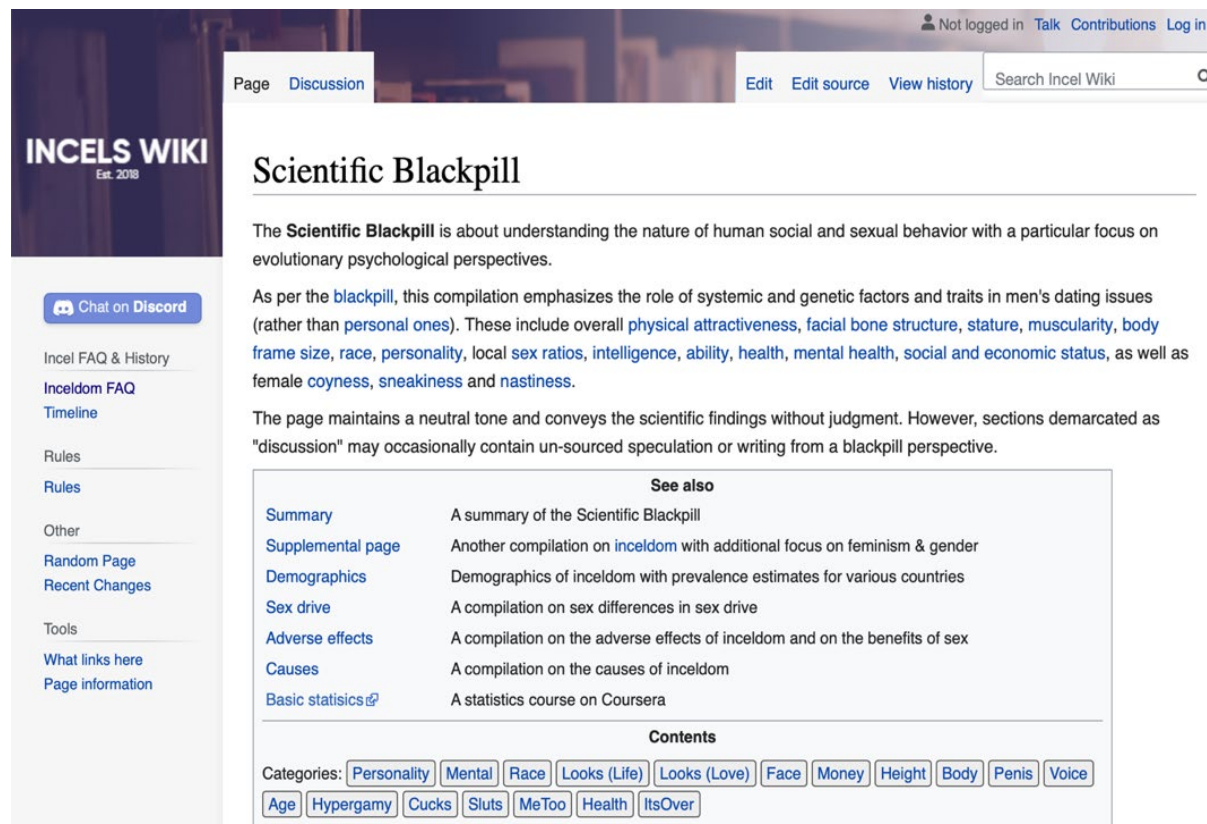 Not logged in Talk Contributions Log in
Page Discussion Edit Edit source View history Search Incel Wiki
INCELS WIKI
Est. 2018
Scientific Blackpill
The Scientific Blackpill is about understanding the nature of human social and sexual behavior with a particular focus on
evolutionary psychological perspectives.
As per the blackpill, this compilation emphasizes the role of systemic and genetic factors and traits in men's dating issues
(rather than personal ones). These include overall physical attractiveness, facial bone structure, stature, muscularity, body
frame size, race, personality, local sex ratios, intelligence, ability, health, mental health, social and economic status, as well as
female coyness, sneakiness and nastiness.
The page maintains a neutral tone and conveys the scientific findings without judgment. However, sections demarcated as
"discussion" may occasionally contain un-sourced speculation or writing from a blackpill perspective.
Chat on Discord
Incel FAQ & History
Inceldom FAQ
Timeline
Rules
Rules
Other
Random Page
Recent Changes
Tools
What links here
Page information
See also
Summary A summary of the Scientific Blackpill
Supplemental page Another compilation on inceldom with additional focus on feminism & gender
Demographics Demographics of inceldom with prevalence estimates for various countries
Sex drive A compilation on sex differences in sex drive
Adverse effects A compilation on the adverse effects of inceldom and on the benefits of sex
Causes A compilation on the causes of inceldom
Basic statisics A statistics course on Coursera
Contents
Categories: Personality Mental Race Looks (Life) Looks (Love) Face Money Height Body Penis Voice
Age Hypergamy Cucks Sluts MeToo Health ItsOver